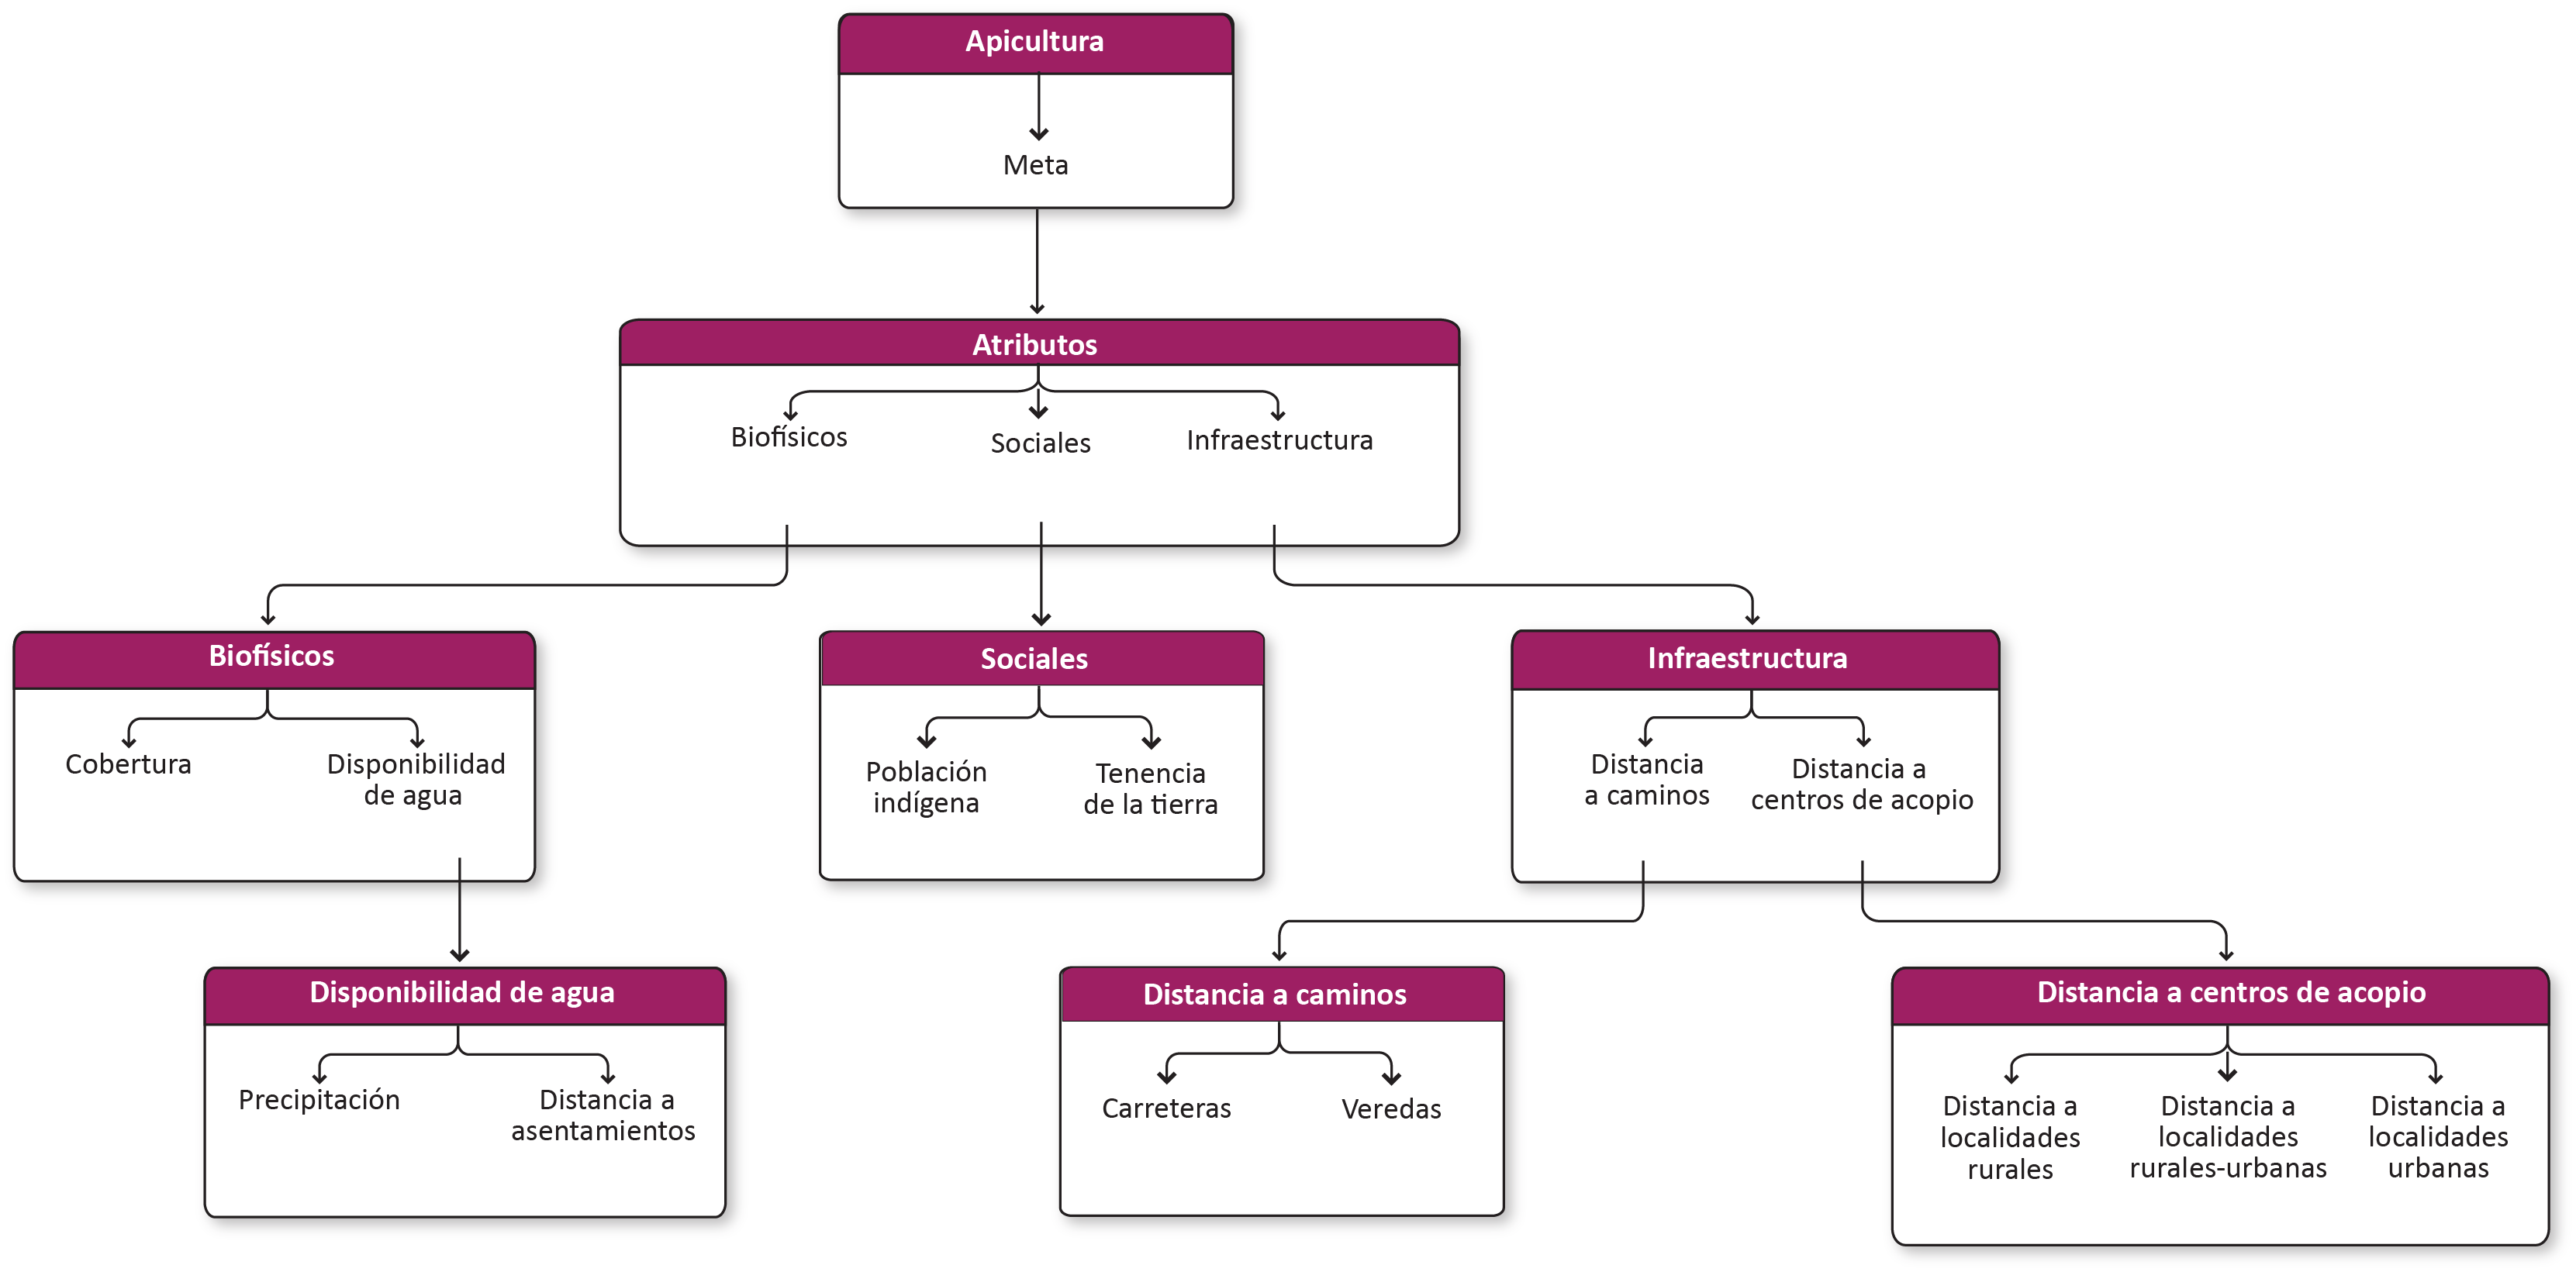 Apicultura
Meta
Atributos
Biofísicos
Sociales
Infraestructura
Biofísicos
Cobertura
Disponibilidad
de agua
Sociales
Población
indígena
Tenencia
de la tierra
Infraestructura
Distancia
a caminos
Distancia a
centros de acopio
Disponibilidad de agua
Precipitación
Distancia a
asentamientos
Distancia a caminos
Carreteras
Veredas
Distancia a centros de acopio
Distancia a
localidades
rurales
Distancia a
localidades
rurales-urbanas
Distancia a
localidades
urbanas